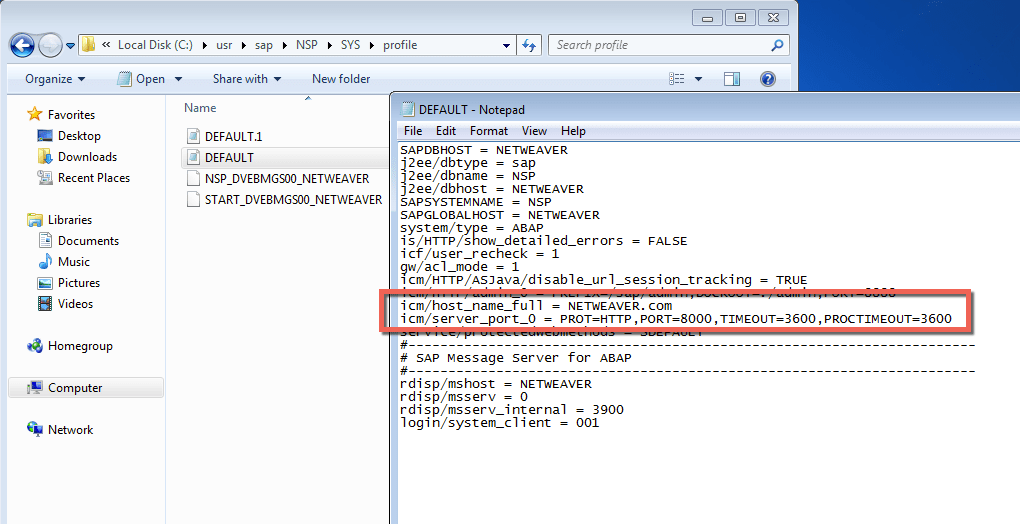 Local Disk (C:) usr sap NSP SYS profile
Search profile
Organize Open Share with New folder
Favorites
Desktop
Downloads
Recent Places
Libraries
Documents
Music
Pictures
Videos
Homegroup
Computer
Network
Name
DEFAULT.1
DEFAULT
NSP_DVEBMGS00_NETWEAVER
START_DVEBMGS00_NETWEAVER
DEFAULT - Notepad
File Edit Format View Help
SAPDBHOST = NETWEAVER
j2ee/dbtype = sap
j2ee/dbname = NSP
j2ee/dbhost = NETWEAVER
SAPSYSTEMNAME = NSP
SAPGLOBALHOST = NETWEAVER
system/type = ABAP
is/HTTP/show_detailed_errors = FALSE
icf/user_recheck = 1
gw/acl_mode = 1
icm/HTTP/ASJava/disable_url_session_tracking = TRUE
icm/host_name_full = NETWEAVER.Com
icm/server_port_0 = PROT=HTTP,PORT=8000,TIMEOUT=3600,PROCTIMEOUT=3600
service/protectedwebmethods = SDEFAULT
#----------------------------------------------------------------------
# SAP Message Server for ABAP
#----------------------------------------------------------------------
rdisp/mshost = NETWEAVER
rdisp/msserv = 0
rdisp/msserv_internal = 3900
login/system_client = 001